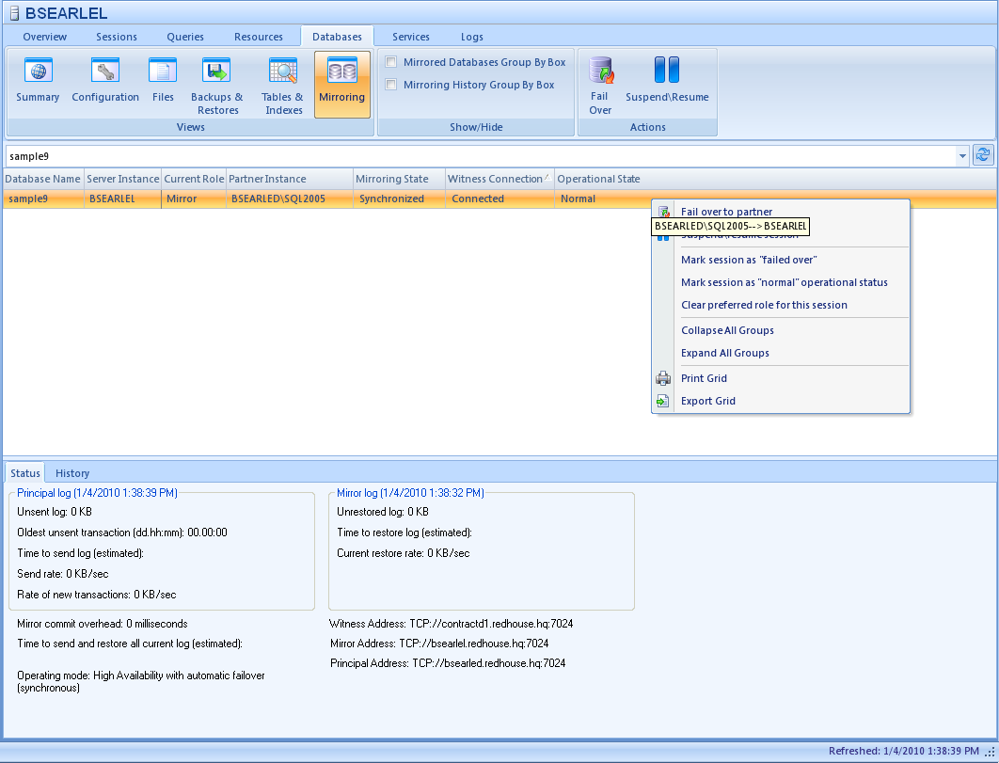 BSEARLEL
Overview Sessions Queries Resources Databases Services Logs
Summary Configuration Files Backups & Restores Tables & Indexes Mirroring
Views
Mirrored Databases Group By Box
Mirroring History Group By Box
Show/Hide
Fail Over Suspend\Resume
Actions
sample9
Database Name Server Instance Current Role Partner Instance Mirroring State Witness Connection Operational State
sample9 BSEARLEL Mirror BSEARLED\SQL2005 Synchronized Connected Normal
Fail over to partner
BSEARLED\SQL2005--> BSEARLEL
Suspend\resume session
Mark session as "failed over"
Mark session as "normal" operational status
Clear preferred role for this session
Collapse All Groups
Expand All Groups
Print Grid
Export Grid
Status History
Principal log (1/4/2010 1:38:39 PM)
Unsent log: 0 KB
Oldest unsent transaction (dd.hh:mm): 00.00:00
Time to send log (estimated):
Send rate: 0 KB/sec
Rate of new transactions: 0 KB/sec
Mirror log (1/4/2010 1:38:32 PM)
Unrestored log: 0 KB
Time to restore log (estimated):
Current restore rate: 0 KB/sec
Mirror commit overhead: 0 milliseconds
Time to send and restore all current log (estimated):
Operating mode: High Availability with automatic failover
(synchronous)
Witness Address: TCP://contractd1.redhouse.hq:7024
Mirror Address: TCP://bsearlel.redhouse.hq:7024
Principal Address: TCP://bsearled.redhouse.hq:7024
Refreshed: 1/4/2010 1:38:39 PM